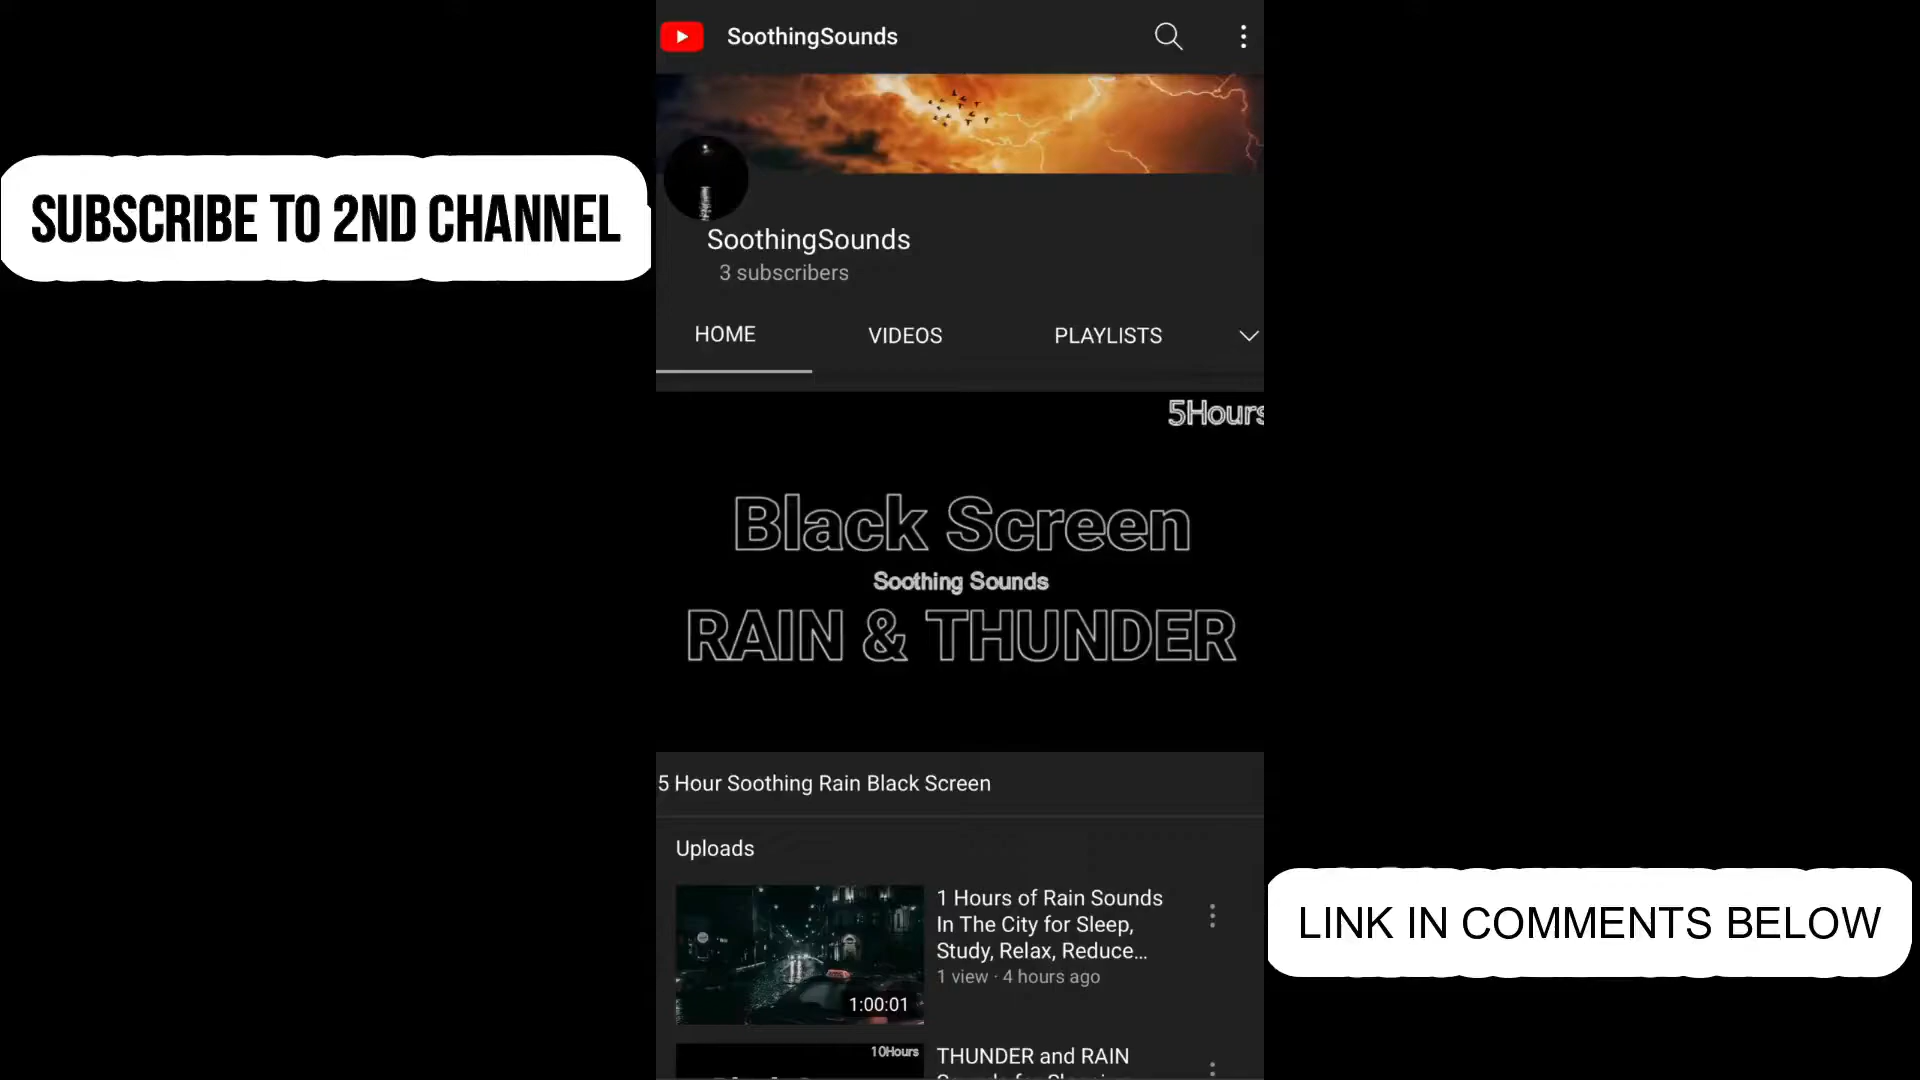 SoothingSounds
SUBSCRIBE TO 2ND CHANNEL
SoothingSounds
3 subscribers
HOME
VIDEOS
PLAYLISTS
5Hours
Black Screen
Soothing Sounds
RAIN & THUNDER
5 Hour Soothing Rain Black Screen
Uploads
1 Hours of Rain Sounds
In The City for Sleep,
Study, Relax, Reduce...
1 view · 4 hours ago
1:00:01
LINK IN COMMENTS BELOW
10Hours
THUNDER and RAIN